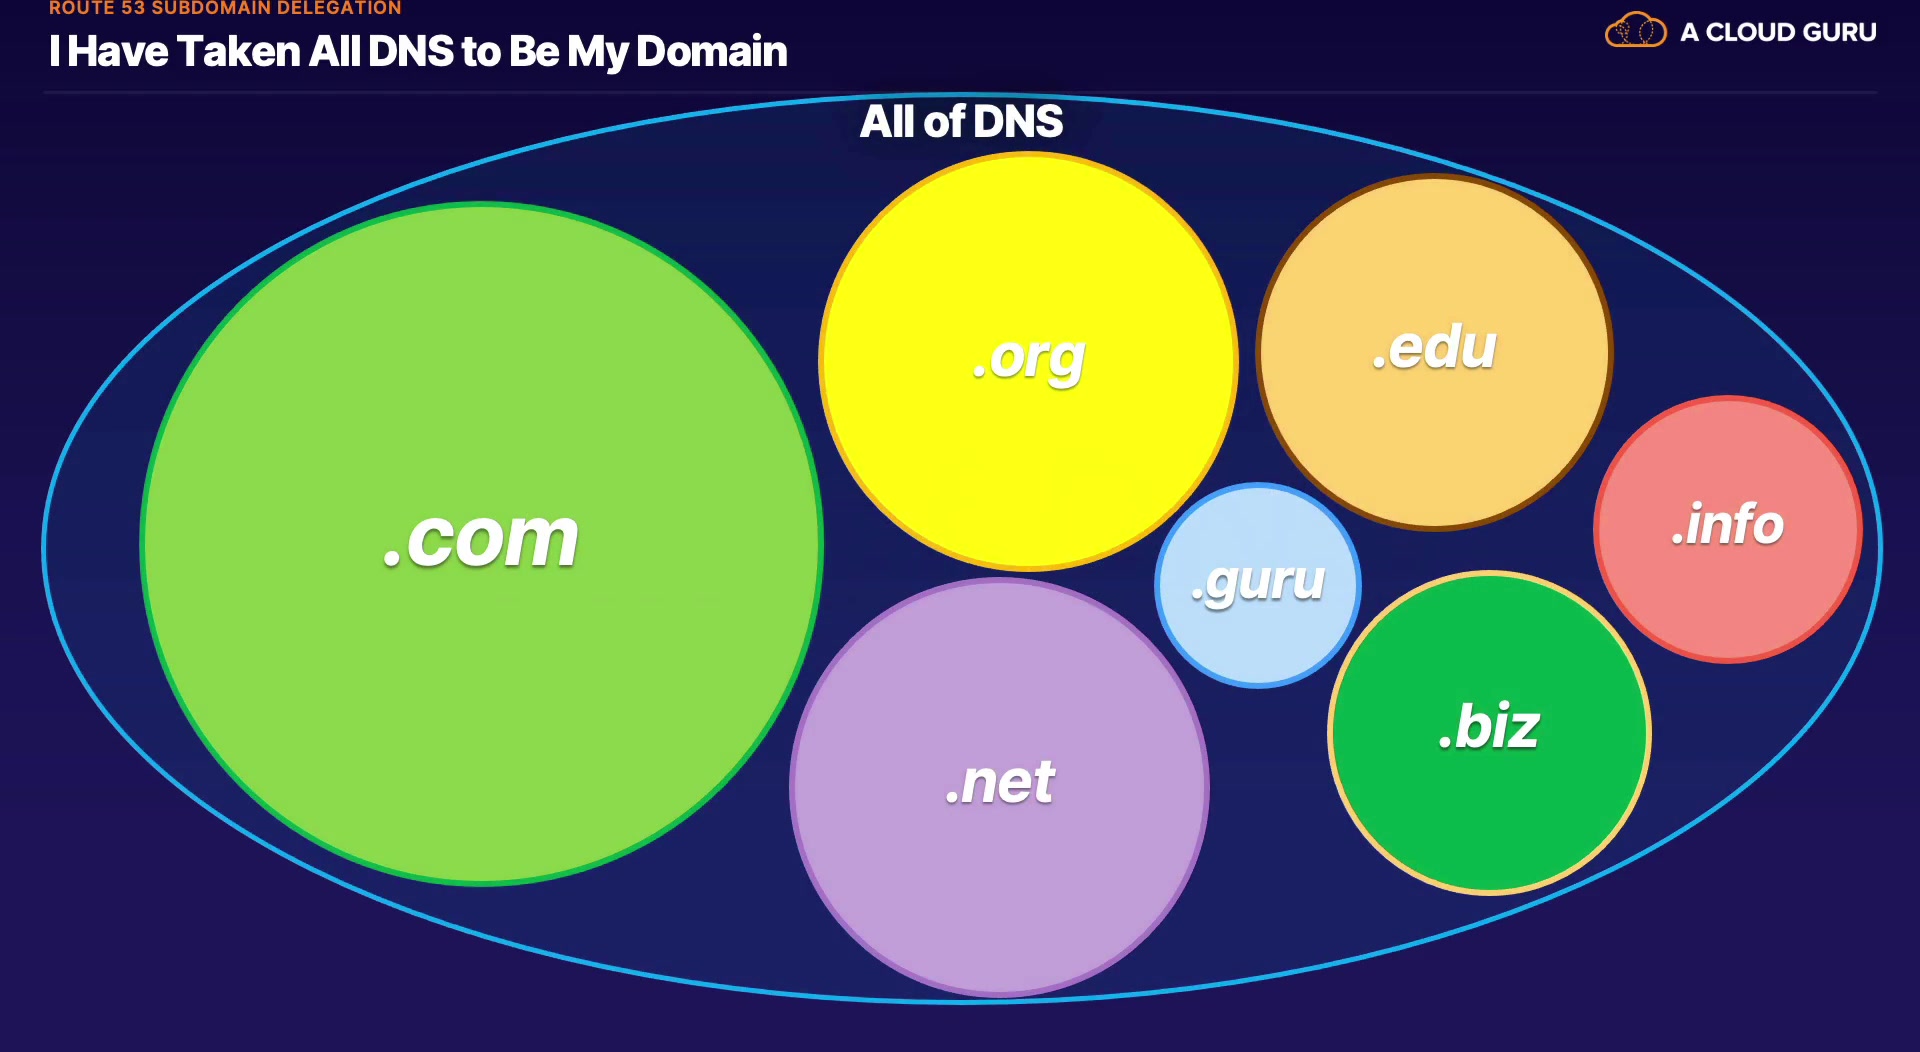 ROUTE 53 SUBDOMAIN DELEGATION
I Have Taken All DNS to Be My Domain
A CLOUD GURU
All of DNS
.org
.edu
.com
.info
.guru
.biz
.net